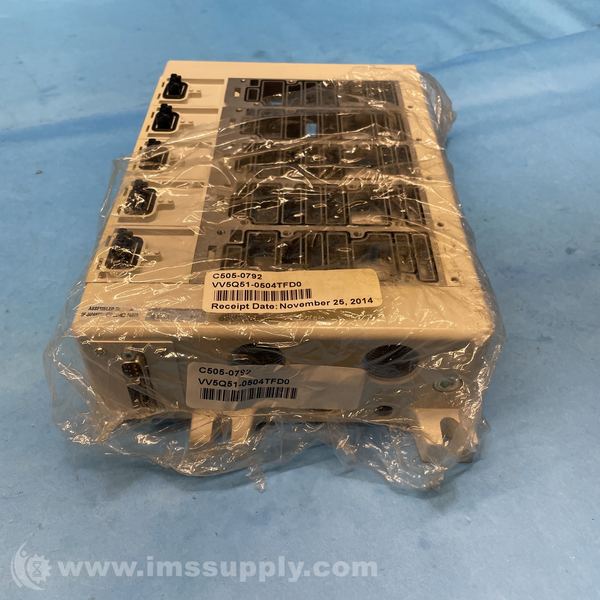 C505-0792
VV5Q51-0504TFD0
Receipt Date: November 25, 2014
C505-0792
VV5Q51-0504TFD0
www.imssupply.com